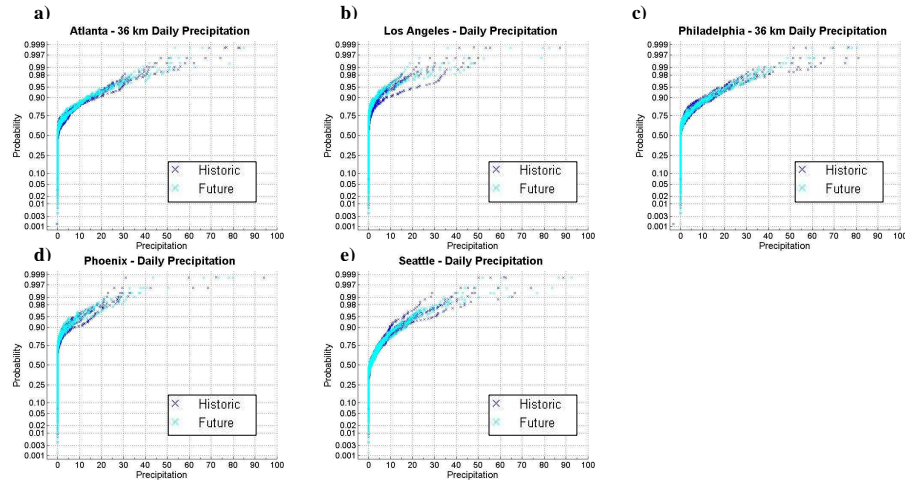 a)
Atlanta - 36 km Daily Precipitation
0.999
0.997
0.99
0.98
0.95
0.90
0.75
0.50
0.25
0.10
0.05
0.02
0.01
0.003
0.001
Probability
Historic
Future
0 10 20 30 40 50 60 70 80 90 100
Precipitation
b)
Los Angeles - Daily Precipitation
0.999
0.997
0.99
0.98
0.95
0.90
0.75
0.50
0.25
0.10
0.05
0.02
0.01
0.003
0.001
Probability
Historic
Future
0 10 20 30 40 50 60 70 80 90 100
Precipitation
c)
Philadelphia - 36 km Daily Precipitation
0.999
0.997
0.99
0.98
0.95
0.90
0.75
0.50
0.25
0.10
0.05
0.02
0.01
0.003
0.001
Probability
Historic
Future
0 10 20 30 40 50 60 70 80 90 100
Precipitation
d)
Phoenix - Daily Precipitation
0.999
0.997
0.99
0.98
0.95
0.90
0.75
0.50
0.25
0.10
0.05
0.02
0.01
0.003
0.001
Probability
Historic
Future
0 10 20 30 40 50 60 70 80 90 100
Precipitation
e)
Seattle - Daily Precipitation
0.999
0.997
0.99
0.98
0.95
0.90
0.75
0.50
0.25
0.10
0.05
0.02
0.01
0.003
0.001
Probability
Historic
Future
0 10 20 30 40 50 60 70 80 90 100
Precipitation